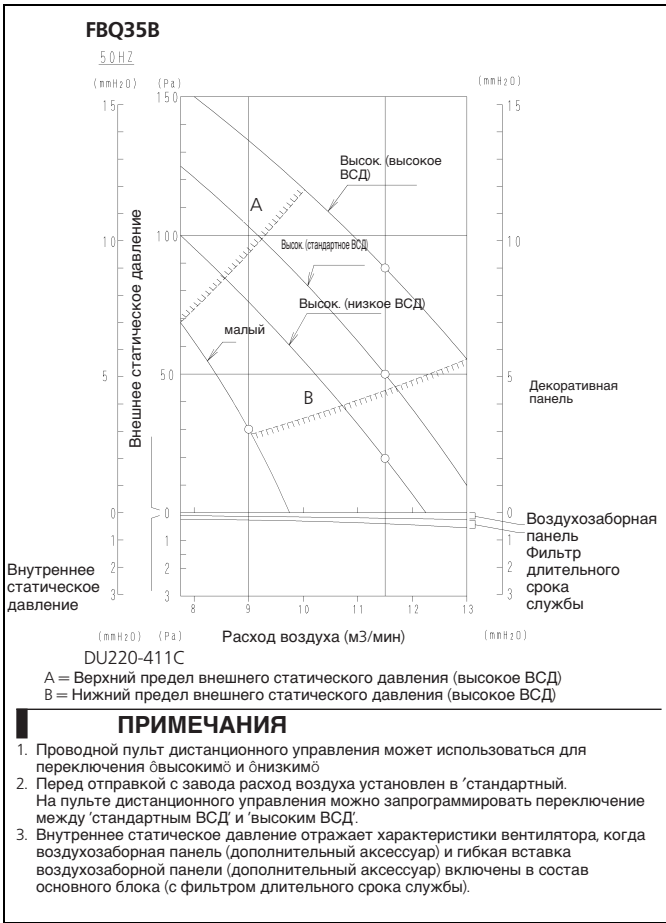 FBQ35B
50HZ
(mmH2O) (Pa) (mmH2O)
15 150 15
Высок. (высокое
ВСД)
A
10 100 10
Высок. (стандартное ВСД)
Высок. (низкое ВСД)
малый
Внешнее статическое давление
5 50 5
B
Декоративная
панель
0 0 0
1 1 1
2 2 2
3 3 3
Воздухозаборная
панель
Фильтр
длительного
срока
службы
Внутреннее
статическое
давление
8 9 10 11 12 13
(mmH2O) (Pa) Расход воздуха (м3/мин) (mmH2O)
DU220-411C
A = Верхний предел внешнего статического давления (высокое ВСД)
B = Нижний предел внешнего статического давления (высокое ВСД)
ПРИМЕЧАНИЯ
1. Проводной пульт дистанционного управления может использоваться для
переключения ôвысокимö и ôнизкимö
2. Перед отправкой с завода расход воздуха установлен в ‘стандартный.
На пульте дистанционного управления можно запрограммировать переключение
между ‘стандартным ВСД’ и ‘высоким ВСД’.
3. Внутреннее статическое давление отражает характеристики вентилятора, когда
воздухозаборная панель (дополнительный аксессуар) и гибкая вставка
воздухозаборной панели (дополнительный аксессуар) включены в состав
основного блока (с фильтром длительного срока службы).